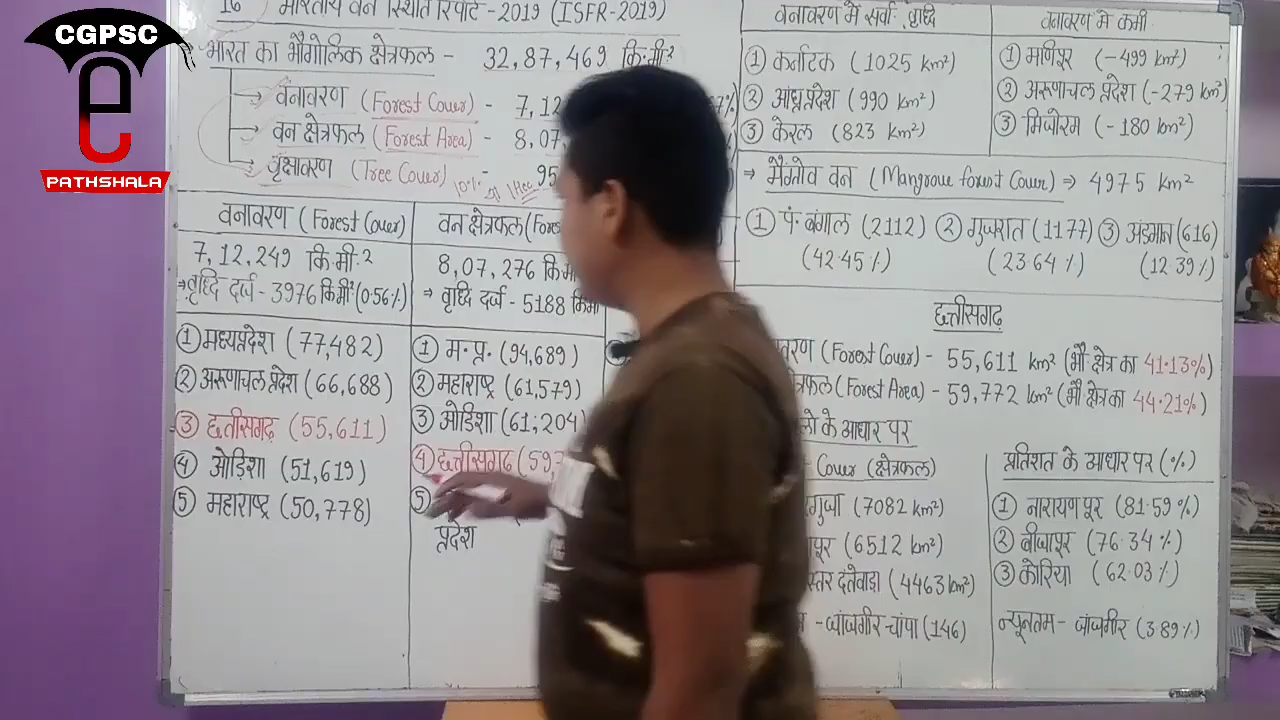 CGPSC
PATHSHALA
16 भारतीय वन स्थिति रिपोर्ट -2019 (ISFR-2019)
भारत का भौगोलिक क्षेत्रफल - 32,87,469 कि.मी.²
वनावरण (Forest Cover) - 7,12
वन क्षेत्रफल (Forest Area) - 8,07
वृक्षावरण (Tree Cover) - 95
वनावरण (Forest Cover)
7,12,249 कि.मी.²
→ वृध्दि दर्ज - 3976 कि.मी² (0.56%)
① मध्यप्रदेश (77,482)
② अरूणाचल प्रदेश (66,688)
③ छत्तीसगढ़ (55,611)
④ ओड़िशा (51,619)
⑤ महाराष्ट्र (50,778)
वन क्षेत्रफल (
8,07,276
→ वृध्दि दर्ज - 5188
① म.प्र. (94,689)
② महाराष्ट्र (61,579)
③ ओडिशा (61,204)
④ छत्तीसगढ़
⑤
प्रदेश
① कर्नाटक (1025 km²)
② आंध्रप्रदेश (990 km²)
③ केरल (823 km²)
वनावरण में कमी
① मणिपूर (-499 km²)
② अरूणाचल प्रदेश (-279 km²)
③ मिजोरम (-180 km²)
→ मैंग्रोव वन (Mangrove forest Cover) ⇒ 4975 km²
① पं. बंगाल (2112) ② गुजरात (1177) ③ अंडमान (616)
(42.45%) (23.64%) (12.39%)
छत्तीसगढ़
(Forest Cover) - 55,611 km² (भौ क्षेत्र का 41.13%)
(Forest Area) - 59,772 km² (भौ क्षेत्र का 44.21%)
के आधार पर
Cover (क्षेत्रफल)
(7082 km²)
(6512 km²)
दंतेवाड़ा (4463 km²)
- जांजगीर-चांपा (146)
प्रतिशत के आधार पर (%)
① नारायणपूर (81.59%)
② बीजापूर (76.34%)
③ कोरिया (62.03%)
न्यूनतम - जांजगीर (3.89%)